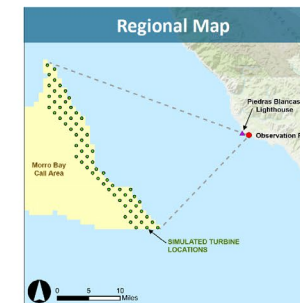 Regional Map
Piedras Blancas
Lighthouse
Observation
Morro Bay
Call Area
SIMULATED TURBINE
LOCATIONS
0 5 10
Miles